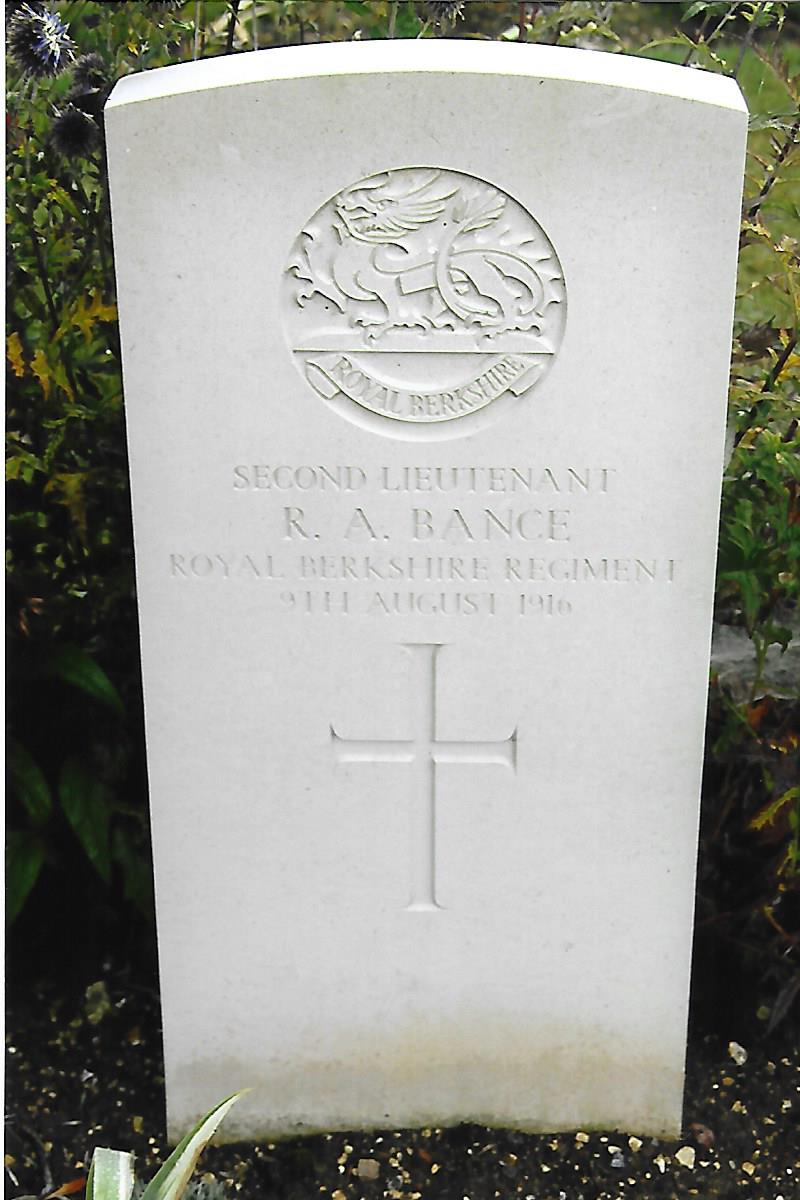 ROYAL BERKSHIRE
SECOND LIEUTENANT
R. A. BANCE
ROYAL BERKSHIRE REGIMENT
9TH AUGUST 1916